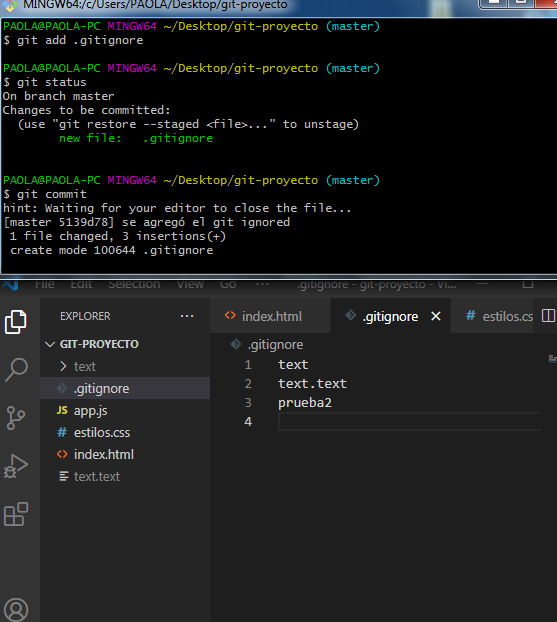 MINGW64:/c/Users/PAOLA/Desktop/git-proyecto
PAOLA@PAOLA-PC MINGW64 ~/Desktop/git-proyecto (master)
$ git add .gitignore
PAOLA@PAOLA-PC MINGW64 ~/Desktop/git-proyecto (master)
$ git status
On branch master
Changes to be committed:
(use "git restore --staged <file>..." to unstage)
new file: .gitignore
PAOLA@PAOLA-PC MINGW64 ~/Desktop/git-proyecto (master)
$ git commit
hint: Waiting for your editor to close the file...
[master 5139d78] se agregó el git ignored
1 file changed, 3 insertions(+)
create mode 100644 .gitignore
File Edit Selection View Go ··· .gitignore - git-proyecto - Vi...
EXPLORER ···
index.html
.gitignore
estilos.cs
GIT-PROYECTO
text
.gitignore
JS app.js
# estilos.css
index.html
text.text
.gitignore
1 text
2 text.text
3 prueba2
4